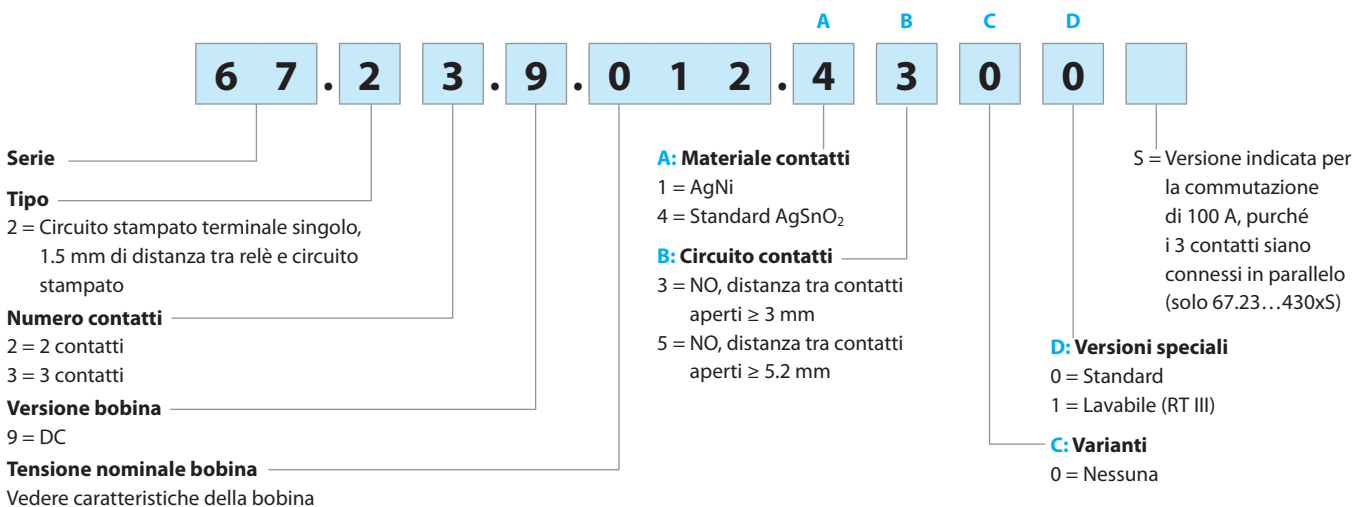 A B C D
6 7 . 2 3 . 9 . 0 1 2 . 4 3 0 0
Serie
Tipo
2 = Circuito stampato terminale singolo,
1.5 mm di distanza tra relè e circuito
stampato
Numero contatti
2 = 2 contatti
3 = 3 contatti
Versione bobina
9 = DC
Tensione nominale bobina
Vedere caratteristiche della bobina
A: Materiale contatti
1 = AgNi
4 = Standard AgSnO₂
B: Circuito contatti
3 = NO, distanza tra contatti
aperti ≥ 3 mm
5 = NO, distanza tra contatti
aperti ≥ 5.2 mm
S = Versione indicata per
la commutazione
di 100 A, purché
i 3 contatti siano
connessi in parallelo
(solo 67.23…430xS)
D: Versioni speciali
0 = Standard
1 = Lavabile (RT III)
C: Varianti
0 = Nessuna